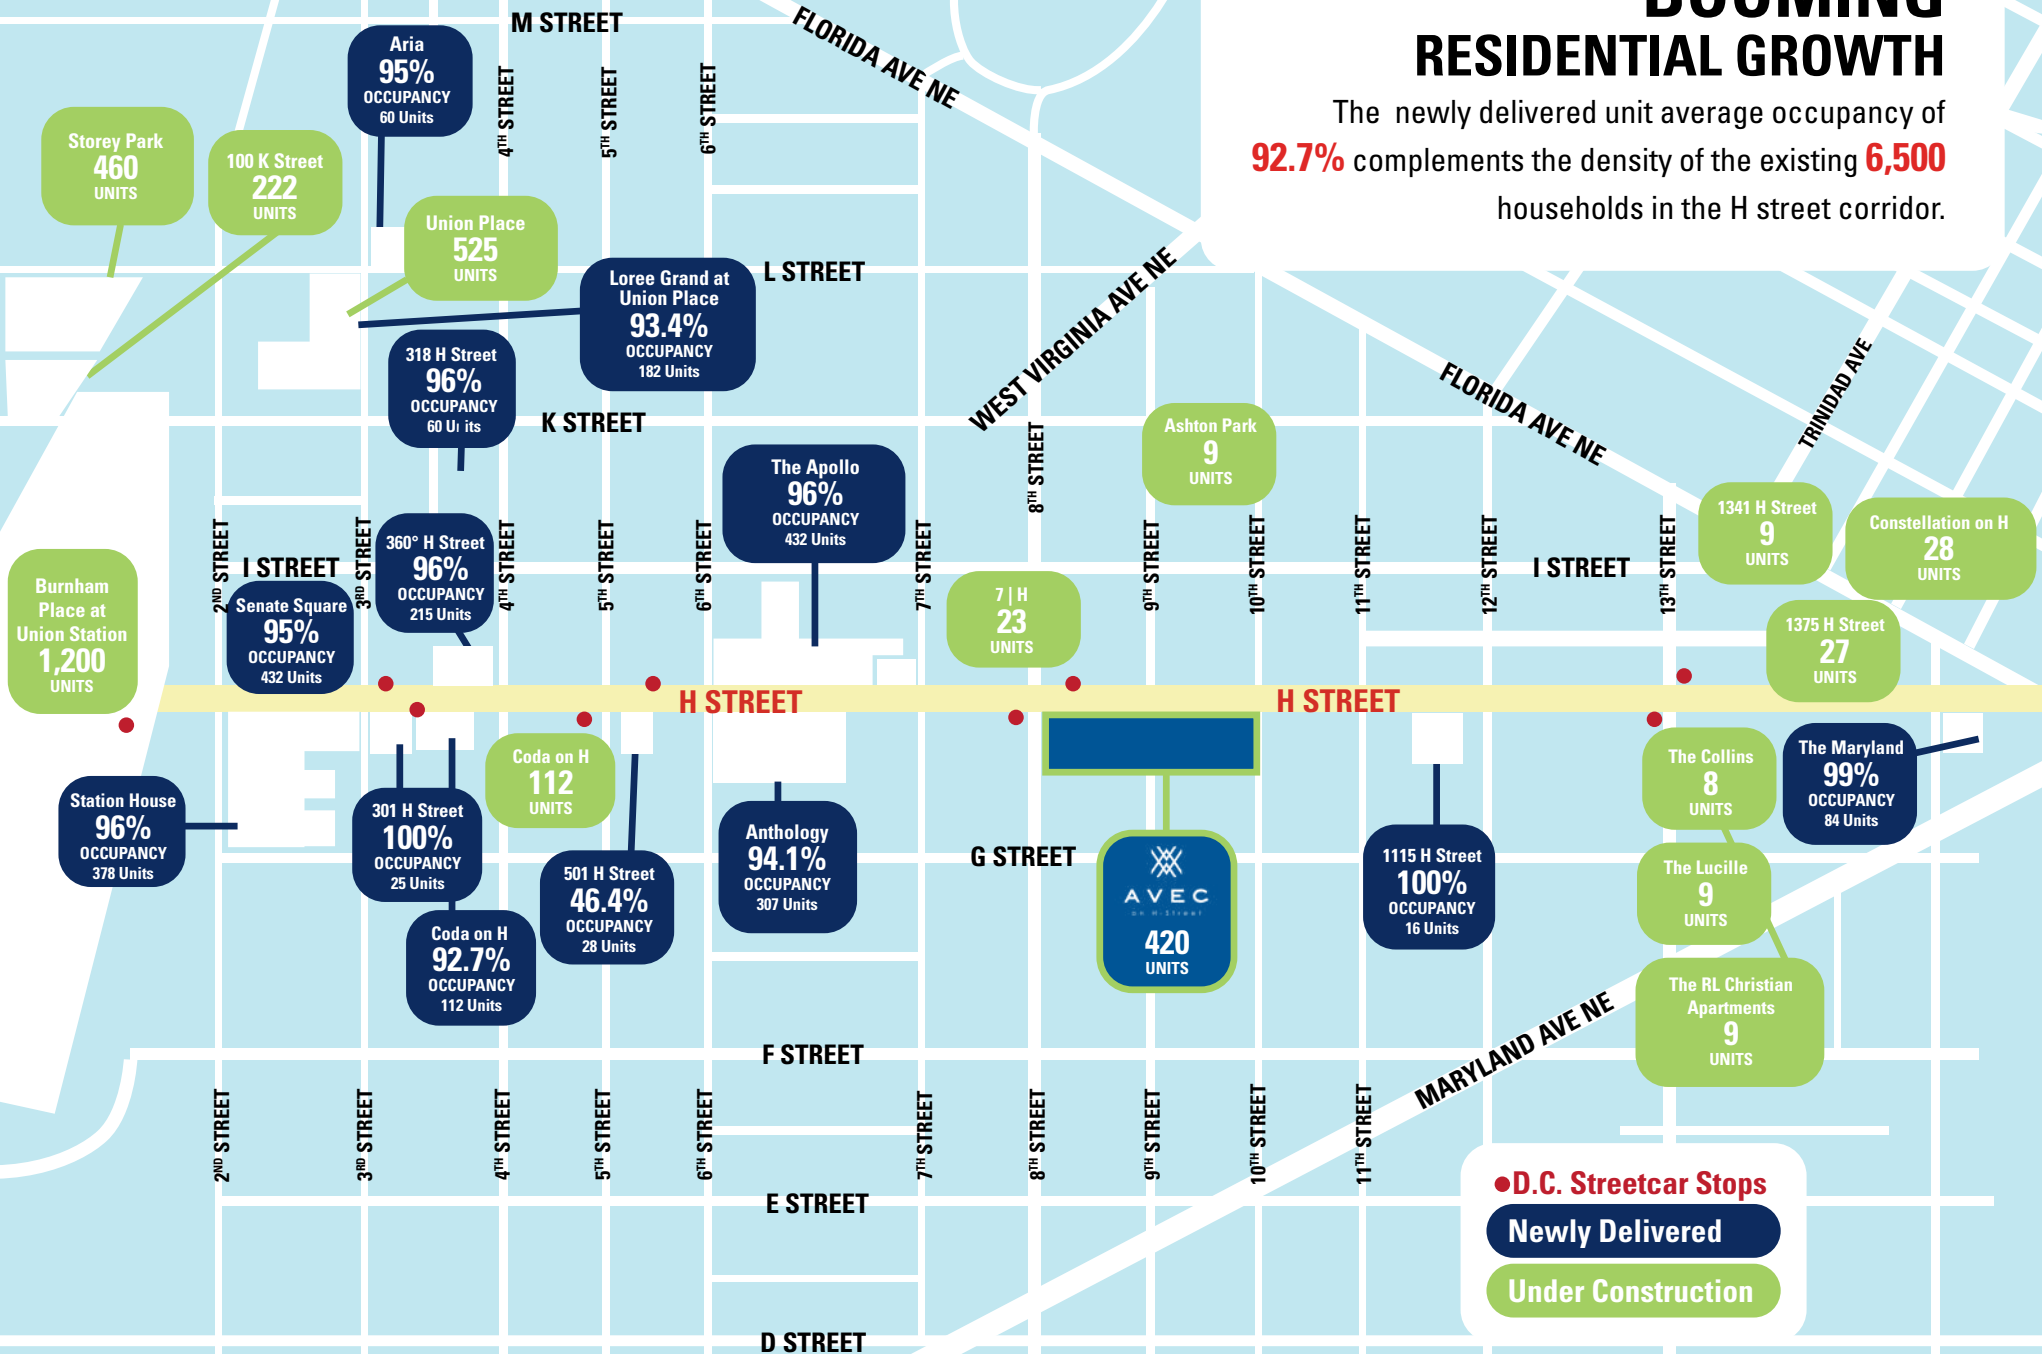 BOOMING
RESIDENTIAL GROWTH
The newly delivered unit average occupancy of
92.7% complements the density of the existing 6,500
households in the H street corridor.
M STREET
FLORIDA AVE NE
Aria
95%
OCCUPANCY
60 Units
4TH STREET
5TH STREET
6TH STREET
Storey Park
460
UNITS
100 K Street
222
UNITS
Union Place
525
UNITS
Loree Grand at
Union Place
93.4%
OCCUPANCY
182 Units
L STREET
WEST VIRGINIA AVE NE
318 H Street
96%
OCCUPANCY
60 Units
K STREET
FLORIDA AVE NE
TRINIDAD AVE
Ashton Park
9
UNITS
The Apollo
96%
OCCUPANCY
432 Units
8TH STREET
1341 H Street
9
UNITS
Constellation on H
28
UNITS
2ND STREET
I STREET
3RD STREET
360° H Street
96%
OCCUPANCY
215 Units
4TH STREET
5TH STREET
6TH STREET
7TH STREET
9TH STREET
10TH STREET
11TH STREET
12TH STREET
I STREET
13TH STREET
Burnham
Place at
Union Station
1,200
UNITS
Senate Square
95%
OCCUPANCY
432 Units
7 | H
23
UNITS
1375 H Street
27
UNITS
H STREET
H STREET
Station House
96%
OCCUPANCY
378 Units
301 H Street
100%
OCCUPANCY
25 Units
Coda on H
112
UNITS
Coda on H
92.7%
OCCUPANCY
112 Units
501 H Street
46.4%
OCCUPANCY
28 Units
Anthology
94.1%
OCCUPANCY
307 Units
G STREET
AVEC
on H-Street
420
UNITS
1115 H Street
100%
OCCUPANCY
16 Units
The Collins
8
UNITS
The Maryland
99%
OCCUPANCY
84 Units
The Lucille
9
UNITS
The RL Christian
Apartments
9
UNITS
F STREET
MARYLAND AVE NE
2ND STREET
3RD STREET
4TH STREET
5TH STREET
6TH STREET
7TH STREET
8TH STREET
9TH STREET
10TH STREET
11TH STREET
E STREET
D STREET
D.C. Streetcar Stops
Newly Delivered
Under Construction